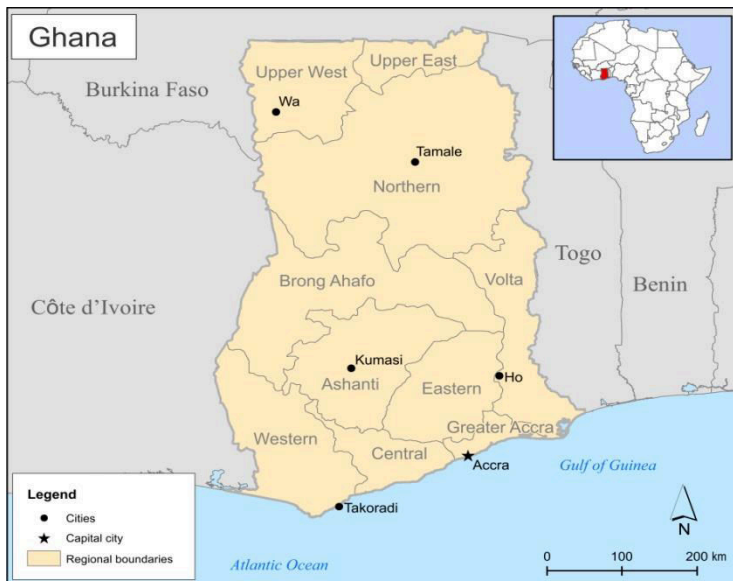 Ghana
Burkina Faso
Upper West
Upper East
Wa
Tamale
Northern
Togo
Benin
Côte d’Ivoire
Brong Ahafo
Volta
Kumasi
Ashanti
Eastern
Ho
Western
Central
Greater Accra
Accra
Gulf of Guinea
Takoradi
Atlantic Ocean
Legend
Cities
Capital city
Regional boundaries
N
0 100 200 km